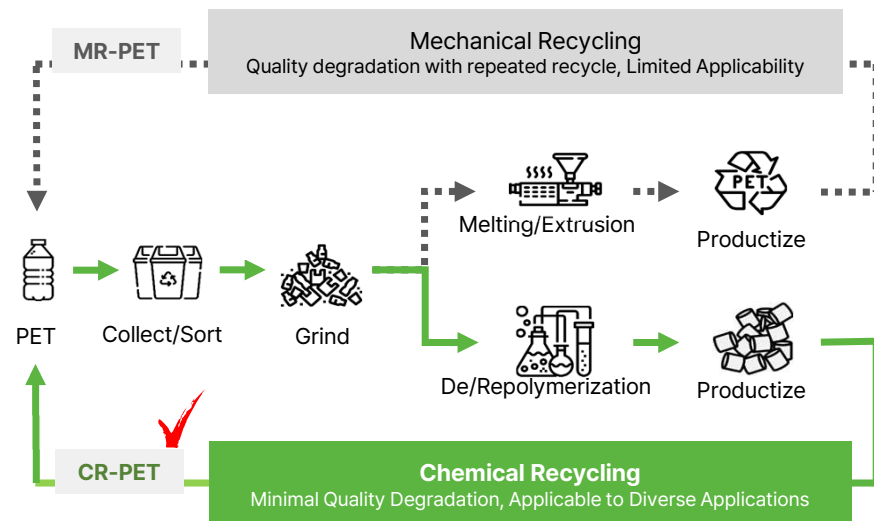 MR-PET
Mechanical Recycling
Quality degradation with repeated recycle, Limited Applicability
Melting/Extrusion
PET
Productize
PET
Collect/Sort
Grind
De/Repolymerization
Productize
CR-PET
Chemical Recycling
Minimal Quality Degradation, Applicable to Diverse Applications